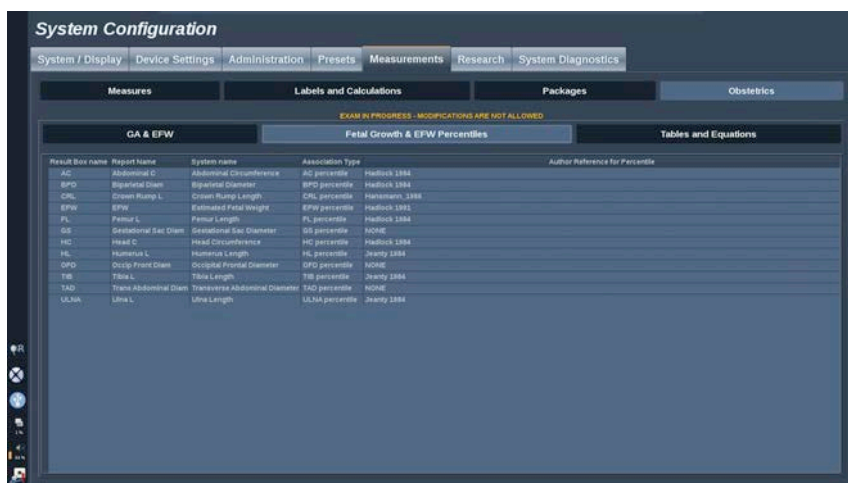 System Configuration
System / Display Device Settings Administration Presets Measurements Research System Diagnostics
Measures Labels and Calculations Packages Obstetrics
EXAM IN PROGRESS - MODIFICATIONS ARE NOT ALLOWED
GA & EFW Fetal Growth & EFW Percentiles Tables and Equations
Result Box name Report Name System name Association Type Author Reference for Percentile
AC Abdominal C Abdominal Circumference AC percentile Hadlock 1984
BPD Biparietal Diam Biparietal Diameter BPD percentile Hadlock 1984
CRL Crown Rump L Crown Rump Length CRL percentile Hansmann_1986
EFW EFW Estimated Fetal Weight EFW percentile Hadlock 1991
FL Femur L Femur Length FL percentile Hadlock 1984
GS Gestational Sac Diam Gestational Sac Diameter GS percentile NONE
HC Head C Head Circumference HC percentile Hadlock 1984
HL Humerus L Humerus Length HL percentile Jeanty 1984
OFD Occip Front Diam Occipital Frontal Diameter OFD percentile NONE
TIB Tibia L Tibia Length TIB percentile Jeanty 1984
TAD Trans Abdominal Diam Transverse Abdominal Diameter TAD percentile NONE
ULNA Ulna L Ulna Length ULNA percentile Jeanty 1984